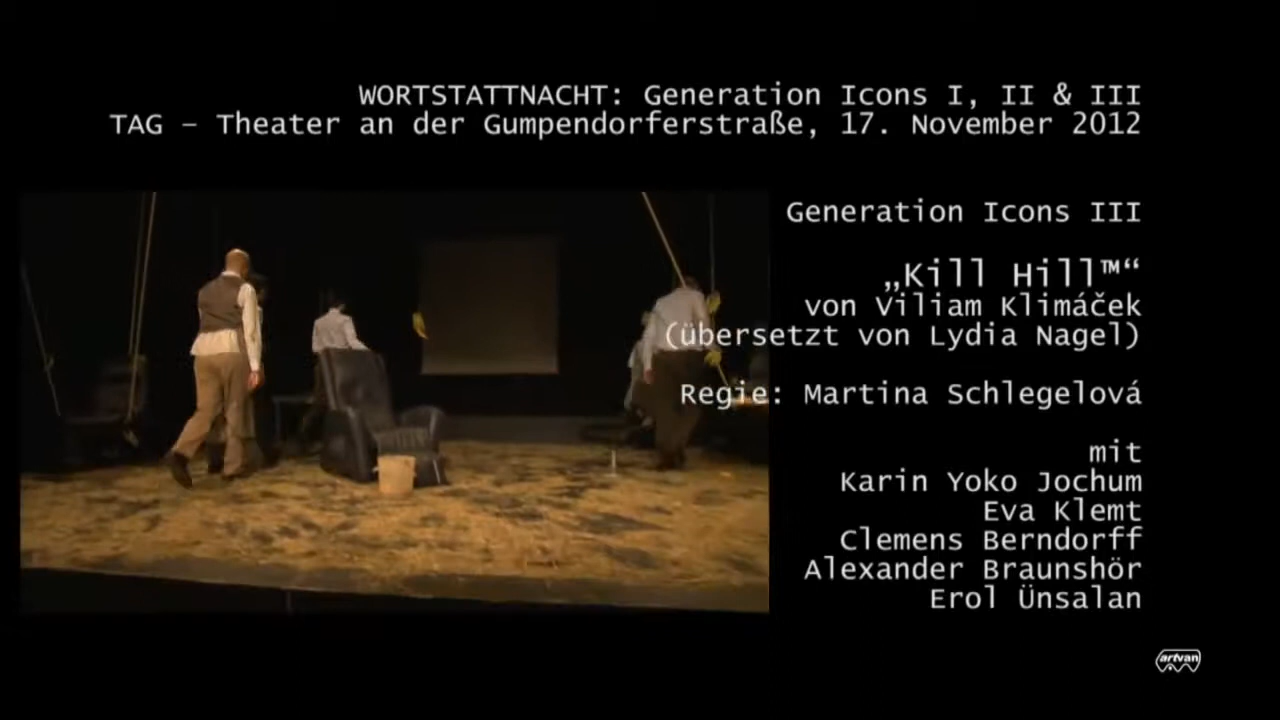 WORTSTATTNACHT: Generation Icons I, II & III
TAG – Theater an der Gumpendorferstraße, 17. November 2012
Generation Icons III
„Kill Hill™“
von Viliam Klimáček
(übersetzt von Lydia Nagel)
Regie: Martina Schlegelová
mit
Karin Yoko Jochum
Eva Klemt
Clemens Berndorff
Alexander Braunshör
Erol Ünsalan
artvan